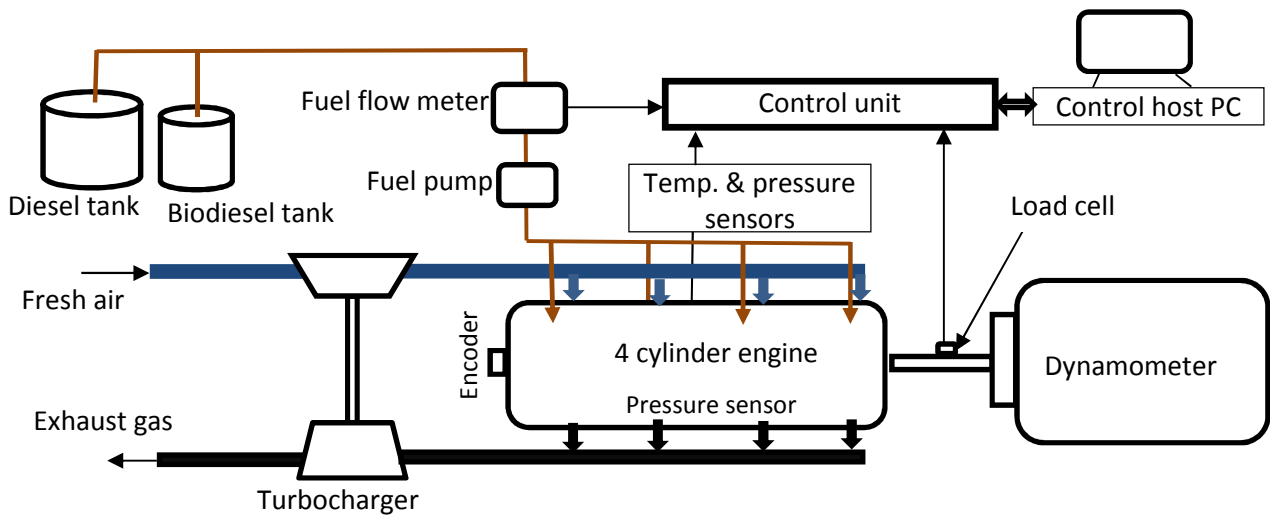 Fuel flow meter
Control unit
Control host PC
Fuel pump
Temp. & pressure
sensors
Diesel tank
Biodiesel tank
Load cell
Fresh air
Encoder
4 cylinder engine
Dynamometer
Pressure sensor
Exhaust gas
Turbocharger